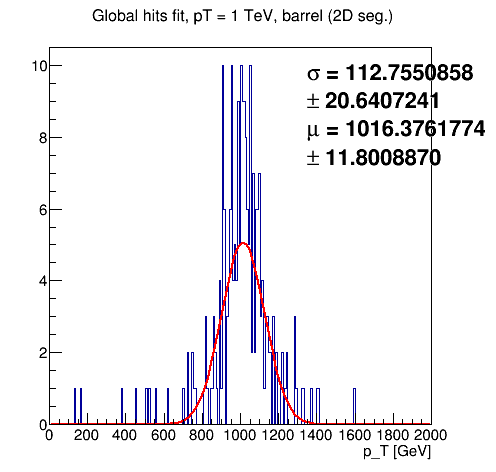 Global hits fit, pT = 1 TeV, barrel (2D seg.)
σ = 112.7550858
± 20.6407241
μ = 1016.3761774
± 11.8008870
10
8
6
4
2
0
0 200 400 600 800 1000 1200 1400 1600 1800 2000
p_T [GeV]